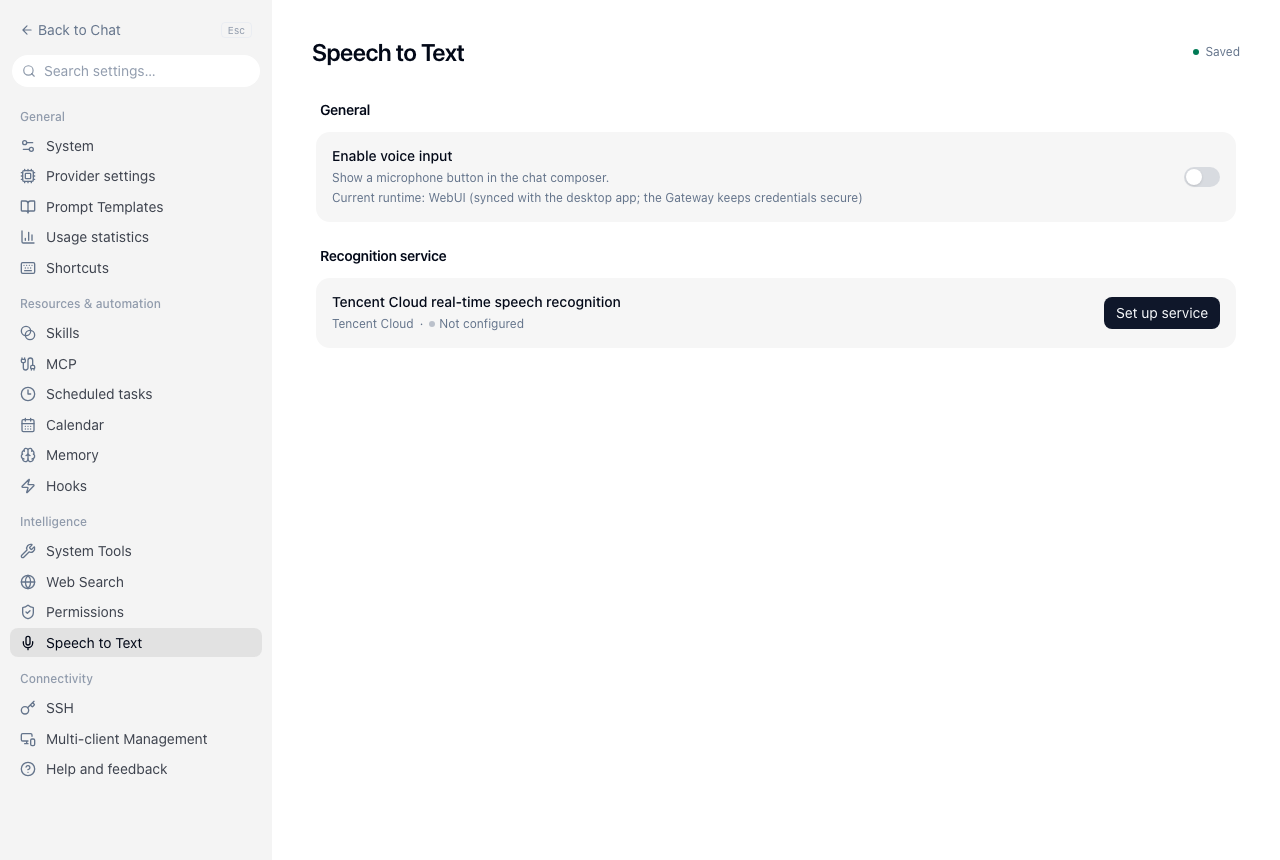 Back to Chat
Esc
Search settings...
General
System
Provider settings
Prompt Templates
Usage statistics
Shortcuts
Resources & automation
Skills
MCP
Scheduled tasks
Calendar
Memory
Hooks
Intelligence
System Tools
Web Search
Permissions
Speech to Text
Connectivity
SSH
Multi-client Management
Help and feedback
Speech to Text
Saved
General
Enable voice input
Show a microphone button in the chat composer.
Current runtime: WebUI (synced with the desktop app; the Gateway keeps credentials secure)
Recognition service
Tencent Cloud real-time speech recognition
Tencent Cloud · Not configured
Set up service